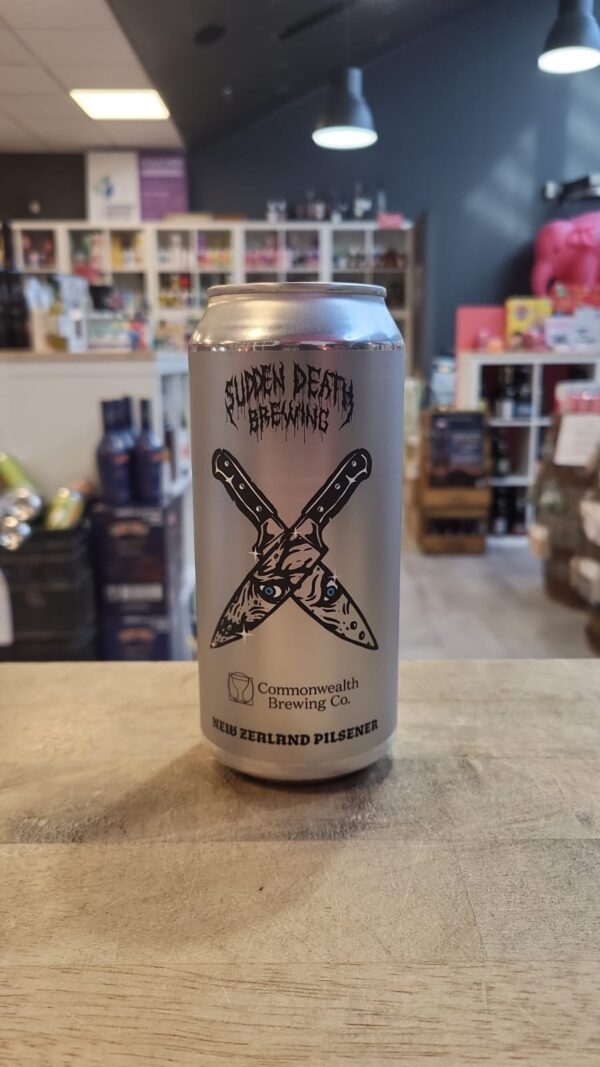 SUDDEN DEATH
BREWING
Commonwealth
Brewing Co.
NEW ZEALAND PILSENER